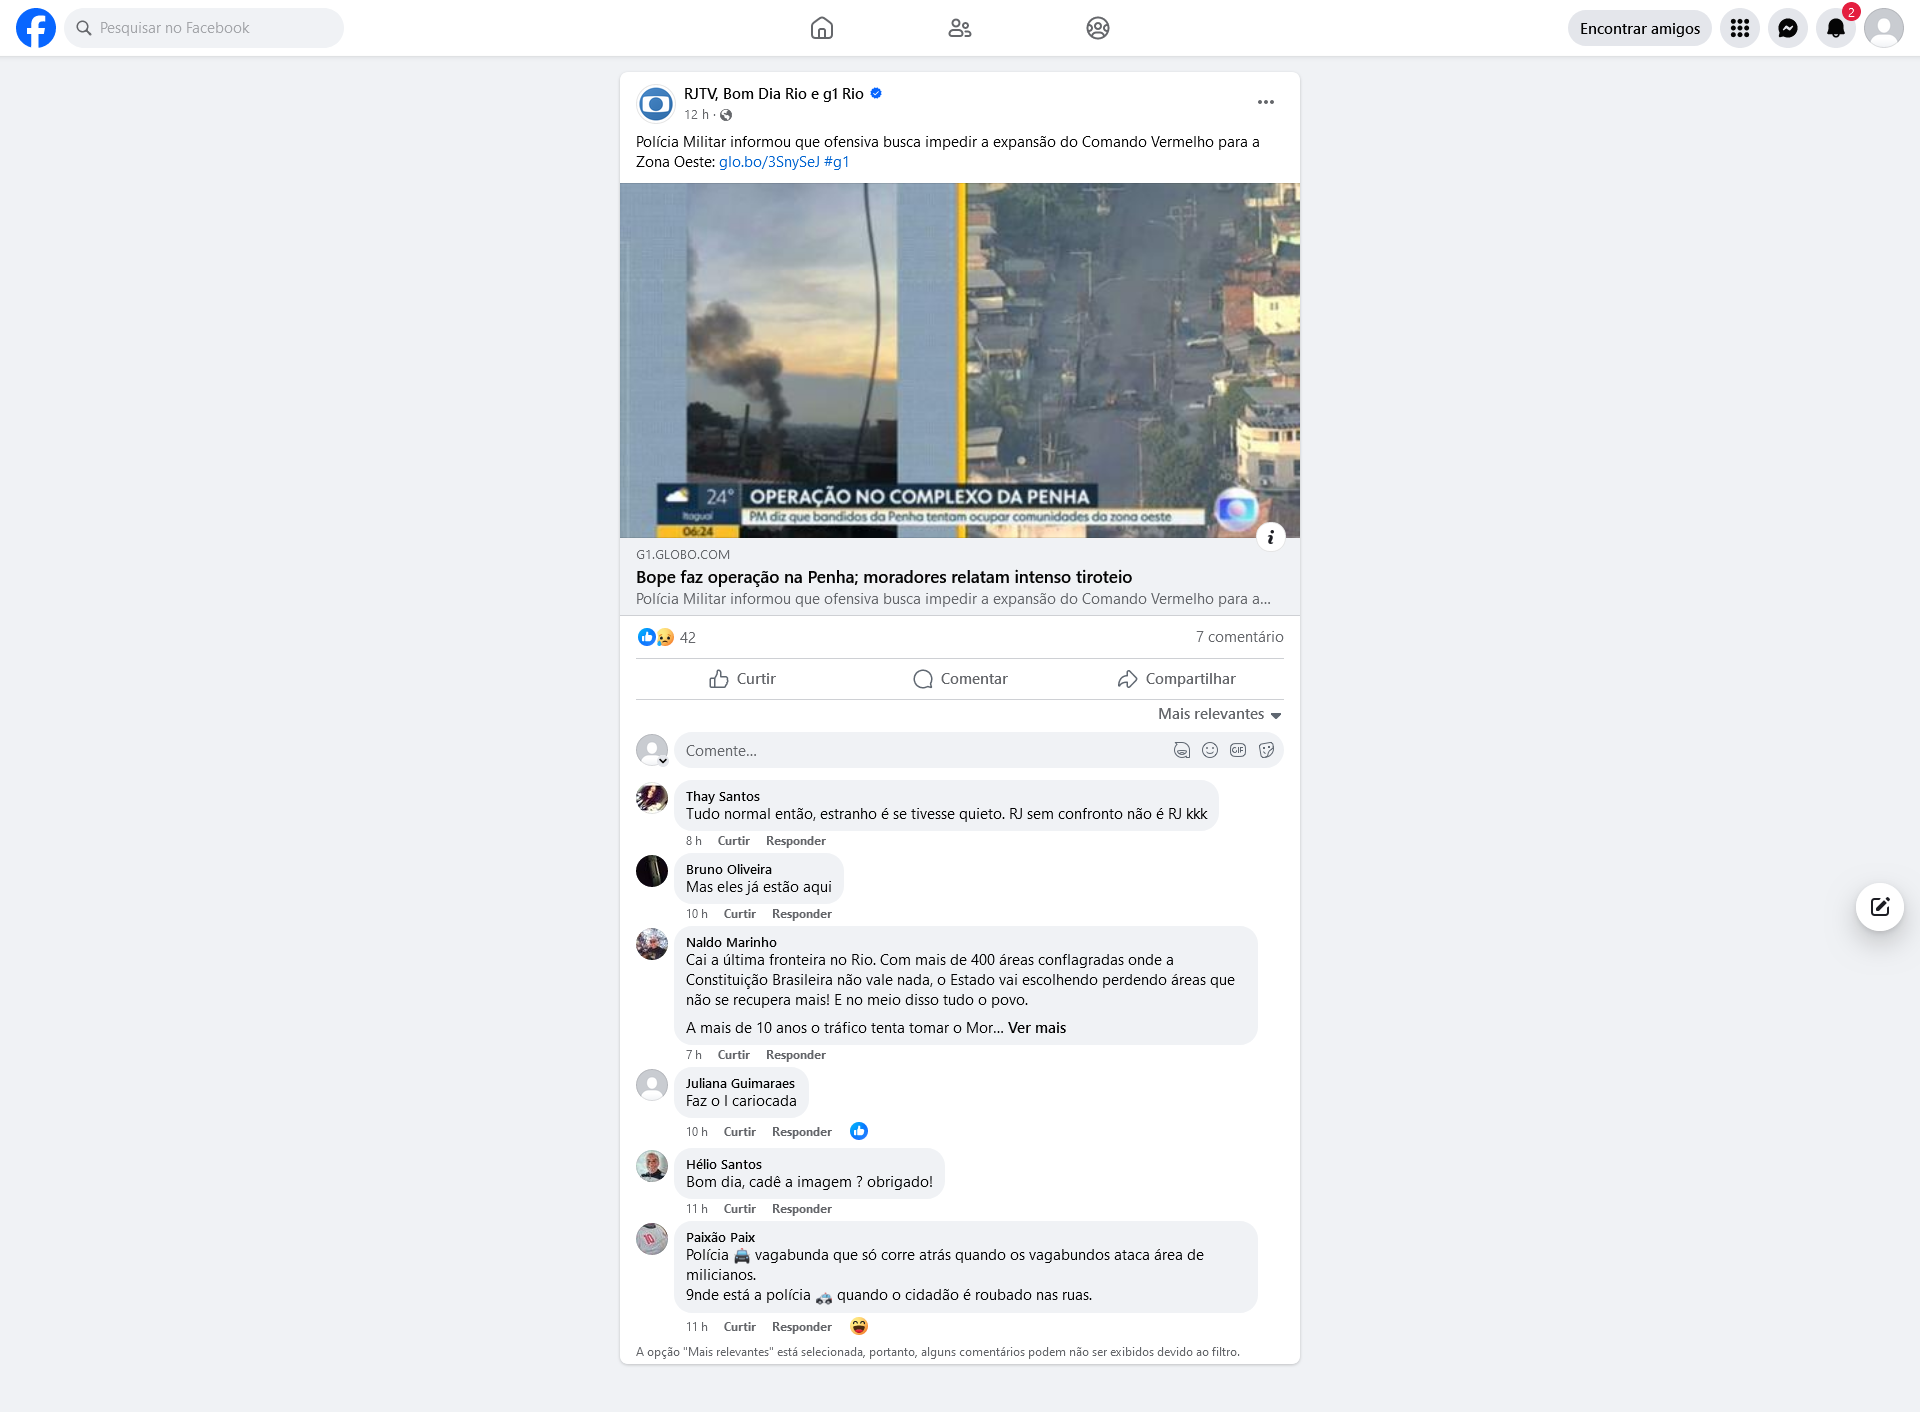 Pesquisar no Facebook
Encontrar amigos
2
RJTV, Bom Dia Rio e g1 Rio
12 h ·
Polícia Militar informou que ofensiva busca impedir a expansão do Comando Vermelho para a
Zona Oeste: glo.bo/3SnySeJ #g1
24°
OPERAÇÃO NO COMPLEXO DA PENHA
Itaguaí
PM diz que bandidos da Penha tentam ocupar comunidades da zona oeste
06:24
G1.GLOBO.COM
Bope faz operação na Penha; moradores relatam intenso tiroteio
Polícia Militar informou que ofensiva busca impedir a expansão do Comando Vermelho para a...
42
7 comentário
Curtir
Comentar
Compartilhar
Mais relevantes
Comente...
GIF
Thay Santos
Tudo normal então, estranho é se tivesse quieto. RJ sem confronto não é RJ kkk
8 h Curtir Responder
Bruno Oliveira
Mas eles já estão aqui
10 h Curtir Responder
Naldo Marinho
Cai a última fronteira no Rio. Com mais de 400 áreas conflagradas onde a
Constituição Brasileira não vale nada, o Estado vai escolhendo perdendo áreas que
não se recupera mais! E no meio disso tudo o povo.
A mais de 10 anos o tráfico tenta tomar o Mor... Ver mais
7 h Curtir Responder
Juliana Guimaraes
Faz o l cariocada
10 h Curtir Responder
Hélio Santos
Bom dia, cadê a imagem ? obrigado!
11 h Curtir Responder
Paixão Paix
Polícia 🚔 vagabunda que só corre atrás quando os vagabundos ataca área de
milicianos.
9nde está a polícia 🚓 quando o cidadão é roubado nas ruas.
11 h Curtir Responder
A opção "Mais relevantes" está selecionada, portanto, alguns comentários podem não ser exibidos devido ao filtro.